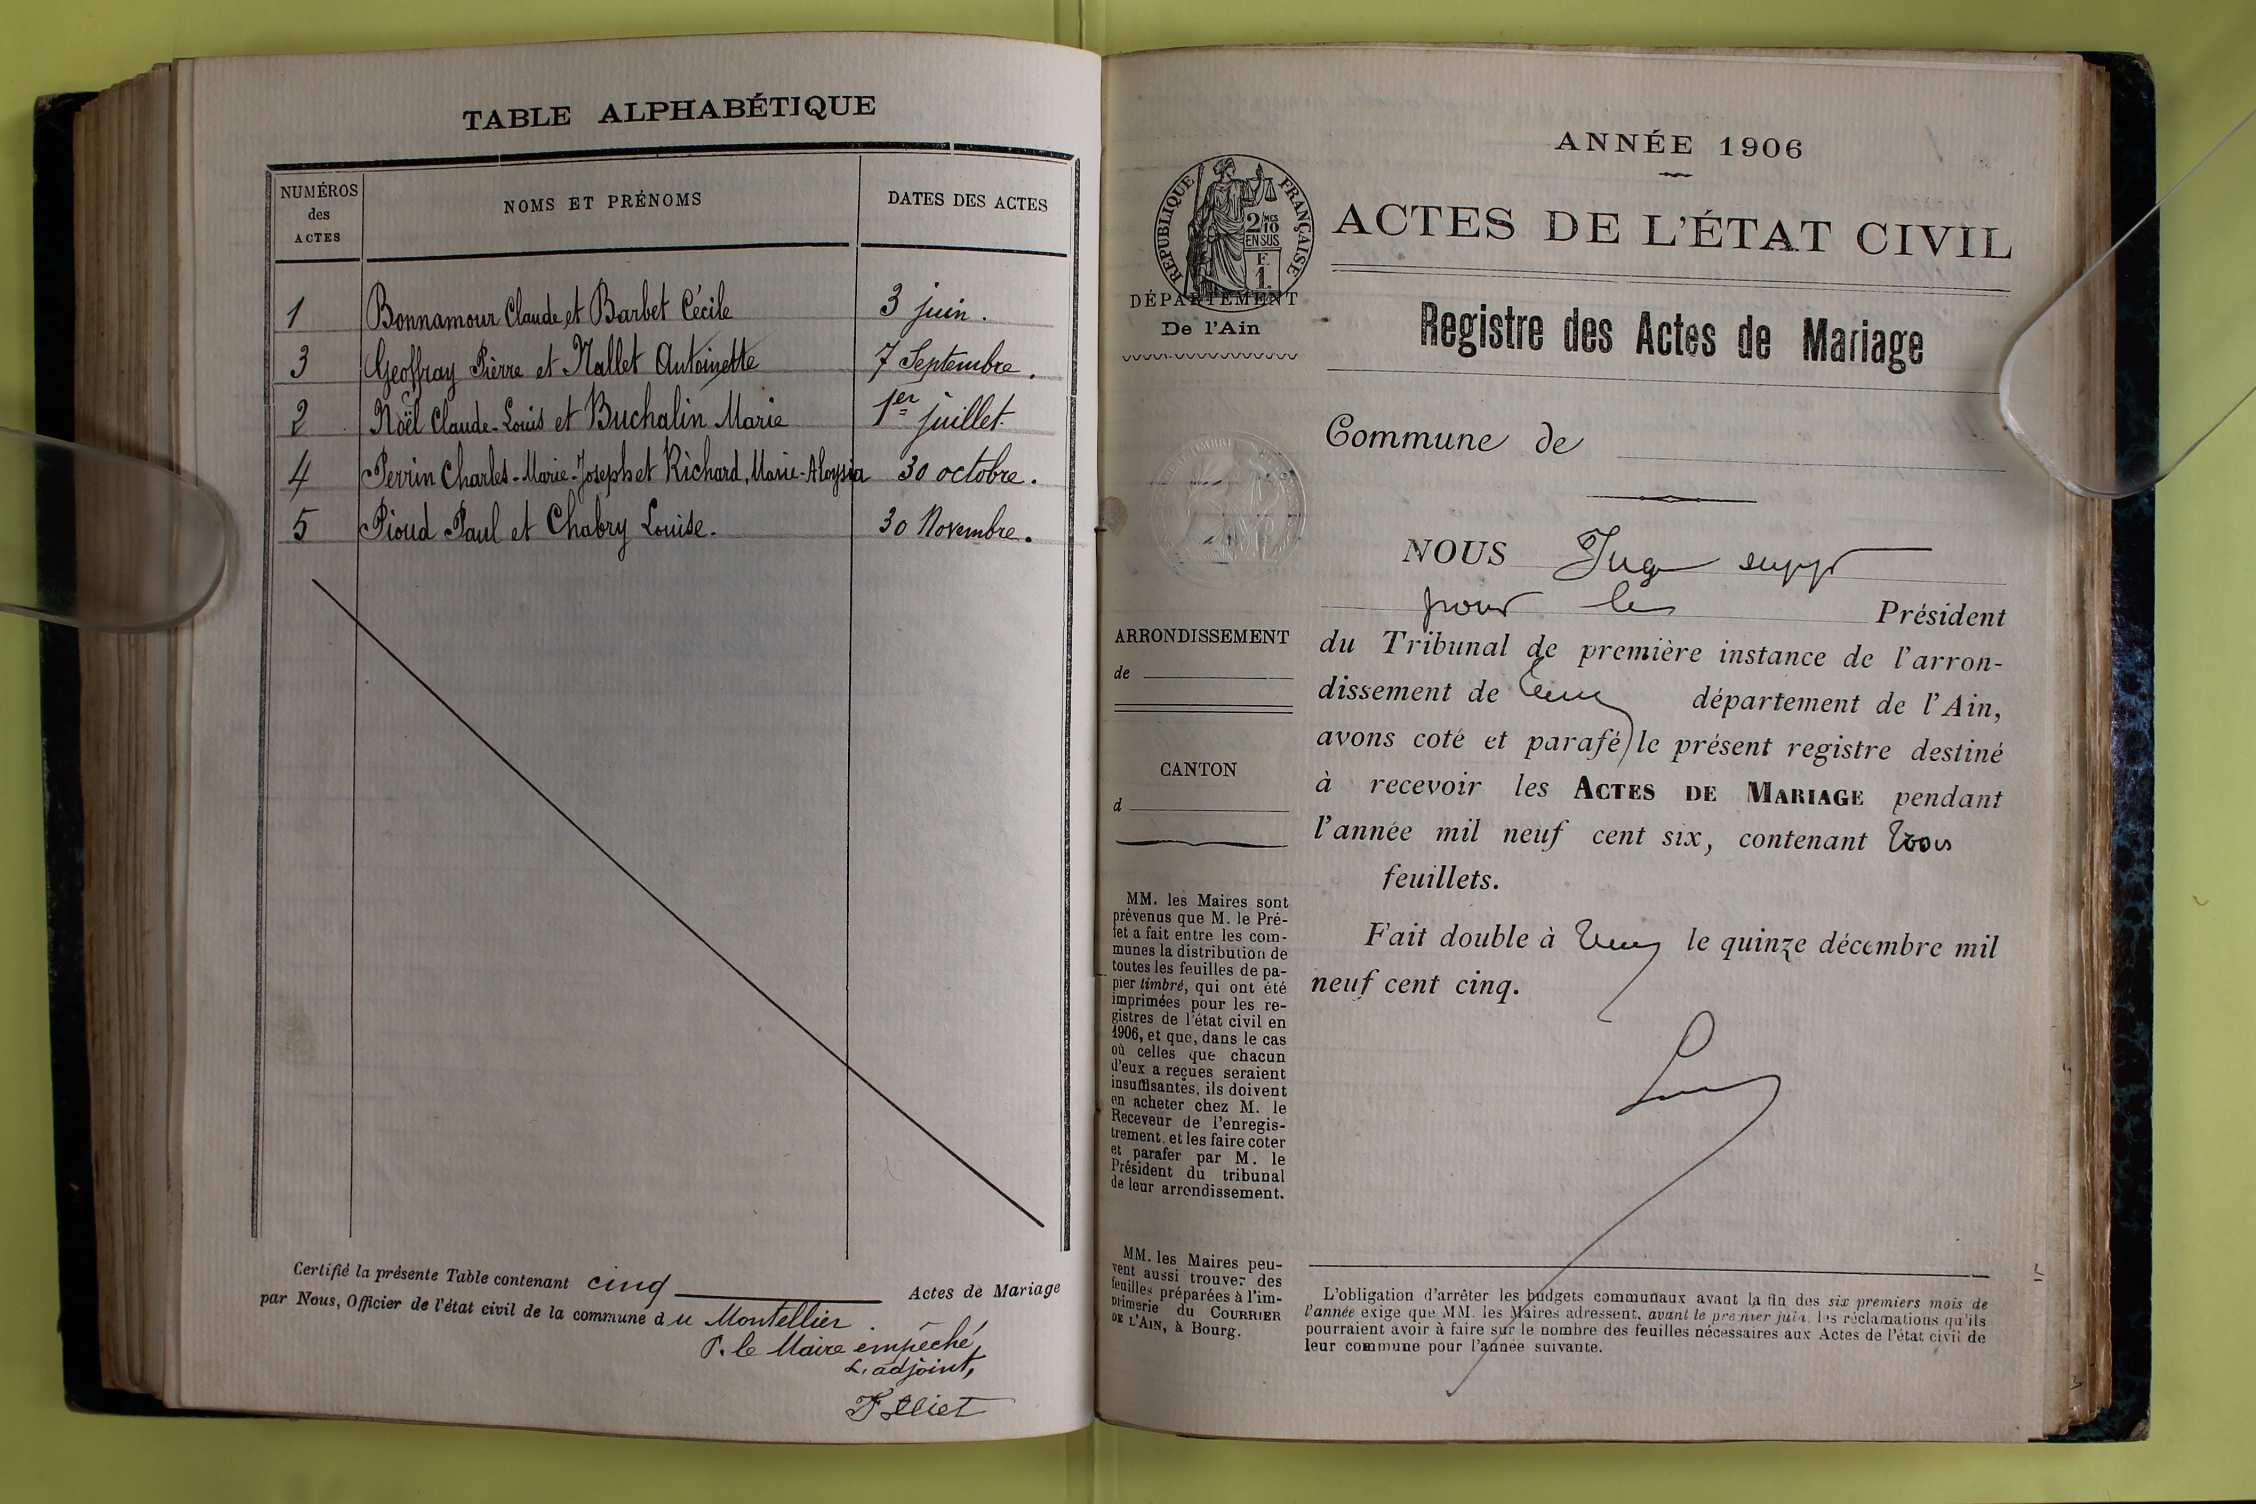 TABLE ALPHABÉTIQUE
NUMÉROS des ACTES
NOMS ET PRÉNOMS
DATES DES ACTES
1 Bonnamour Claude et Barbet Cécile 3 juin.
3 Geoffray Pierre et Nallet Antoinette 7 Septembre.
2 Noël Claude-Louis et Buchalin Marie 1er juillet.
4 Perrin Charles-Marie-Joseph et Richard, Marie-Aloysia 30 octobre.
5 Pioud Paul et Chabry Louise. 30 Novembre.
Certifié la présente Table contenant cinq Actes de Mariage
par Nous, Officier de l'état civil de la commune du Montellier.
P. le Maire empêché,
L'adjoint,
ANNÉE 1906
RÉPUBLIQUE FRANÇAISE
2/10 EN SUS
F. 1.
ACTES DE L'ÉTAT CIVIL
DÉPARTEMENT
De l'Ain
Registre des Actes de Mariage
Commune de
NOUS Juge supp
pour le Président
ARRONDISSEMENT
de
du Tribunal de première instance de l'arron-
dissement de département de l'Ain,
avons coté et parafé le présent registre destiné
CANTON
d
à recevoir les ACTES DE MARIAGE pendant
l'année mil neuf cent six, contenant trois
feuillets.
Fait double à le quinze décembre mil
neuf cent cinq.
MM. les Maires sont
prévenus que M. le Pré-
fet a fait entre les com-
munes la distribution de
toutes les feuilles de pa-
pier timbré, qui ont été
imprimées pour les re-
gistres de l'état civil en
1906, et que, dans le cas
où celles que chacun
d'eux a reçues seraient
insuffisantes, ils doivent
en acheter chez M. le
Receveur de l'enregis-
trement, et les faire coter
et parafer par M. le
Président du tribunal
de leur arrondissement.
MM. les Maires peu-
vent aussi trouver des
feuilles préparées à l'im-
primerie du COURRIER
DE L'AIN, à Bourg.
L'obligation d'arrêter les budgets communaux avant la fin des six premiers mois de
l'année exige que MM. les Maires adressent, avant le premier juin, les réclamations qu'ils
pourraient avoir à faire sur le nombre des feuilles nécessaires aux Actes de l'état civil de
leur commune pour l'année suivante.